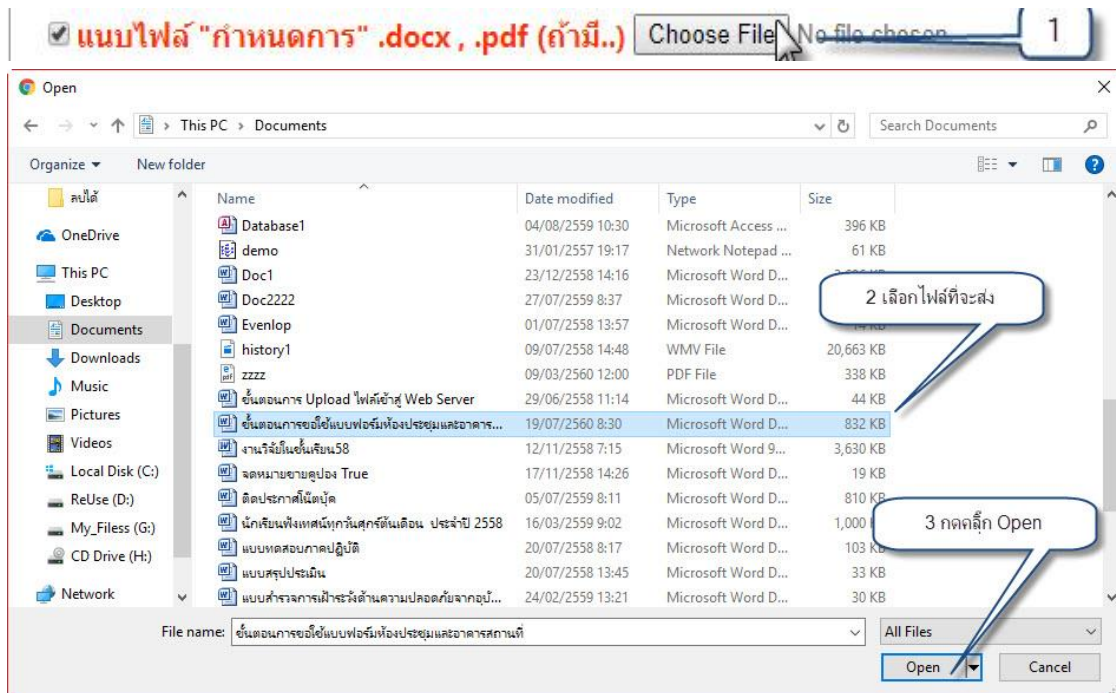 แนบไฟล์ "กำหนดการ" .docx , .pdf (ถ้ามี..) Choose File No file chosen 1
Open
This PC > Documents Search Documents
Organize New folder
ลบได้
OneDrive
This PC
Desktop
Documents
Downloads
Music
Pictures
Videos
Local Disk (C:)
ReUse (D:)
My_Filess (G:)
CD Drive (H:)
Network
Name Date modified Type Size
Database1 04/08/2559 10:30 Microsoft Access ... 396 KB
demo 31/01/2557 19:17 Network Notepad ... 61 KB
Doc1 23/12/2558 14:16 Microsoft Word D...
Doc2222 27/07/2559 8:37 Microsoft Word D...
Evenlop 01/07/2558 13:57 Microsoft Word D... 14 KB
history1 09/07/2558 14:48 WMV File 20,663 KB
zzzz 09/03/2560 12:00 PDF File 338 KB
ขั้นตอนการ Upload ไฟล์เข้าสู่ Web Server 29/06/2558 11:14 Microsoft Word D... 44 KB
ขั้นตอนการขอใช้แบบฟอร์มห้องประชุมและอาคาร... 19/07/2560 8:30 Microsoft Word D... 832 KB
งานวิจัยในชั้นเรียน58 12/11/2558 7:15 Microsoft Word 9... 3,630 KB
จดหมายขายคูปอง True 17/11/2558 14:26 Microsoft Word D... 19 KB
ติดประกาศโน๊ตบุ้ค 05/07/2559 8:11 Microsoft Word D... 810 KB
นักเรียนฟังเทศน์ทุกวันศุกร์ต้นเดือน ประจำปี 2558 16/03/2559 9:02 Microsoft Word D... 1,000
แบบทดสอบภาคปฏิบัติ 20/07/2558 8:17 Microsoft Word D... 103 KB
แบบสรุปประเมิน 20/07/2558 13:45 Microsoft Word D... 33 KB
แบบสำรวจการเฝ้าระวังด้านความปลอดภัยจากอุบั... 24/02/2559 13:21 Microsoft Word D... 30 KB
2 เลือกไฟล์ที่จะส่ง
3 กดคลิ๊ก Open
File name: ขั้นตอนการขอใช้แบบฟอร์มห้องประชุมและอาคารสถานที่ All Files
Open Cancel